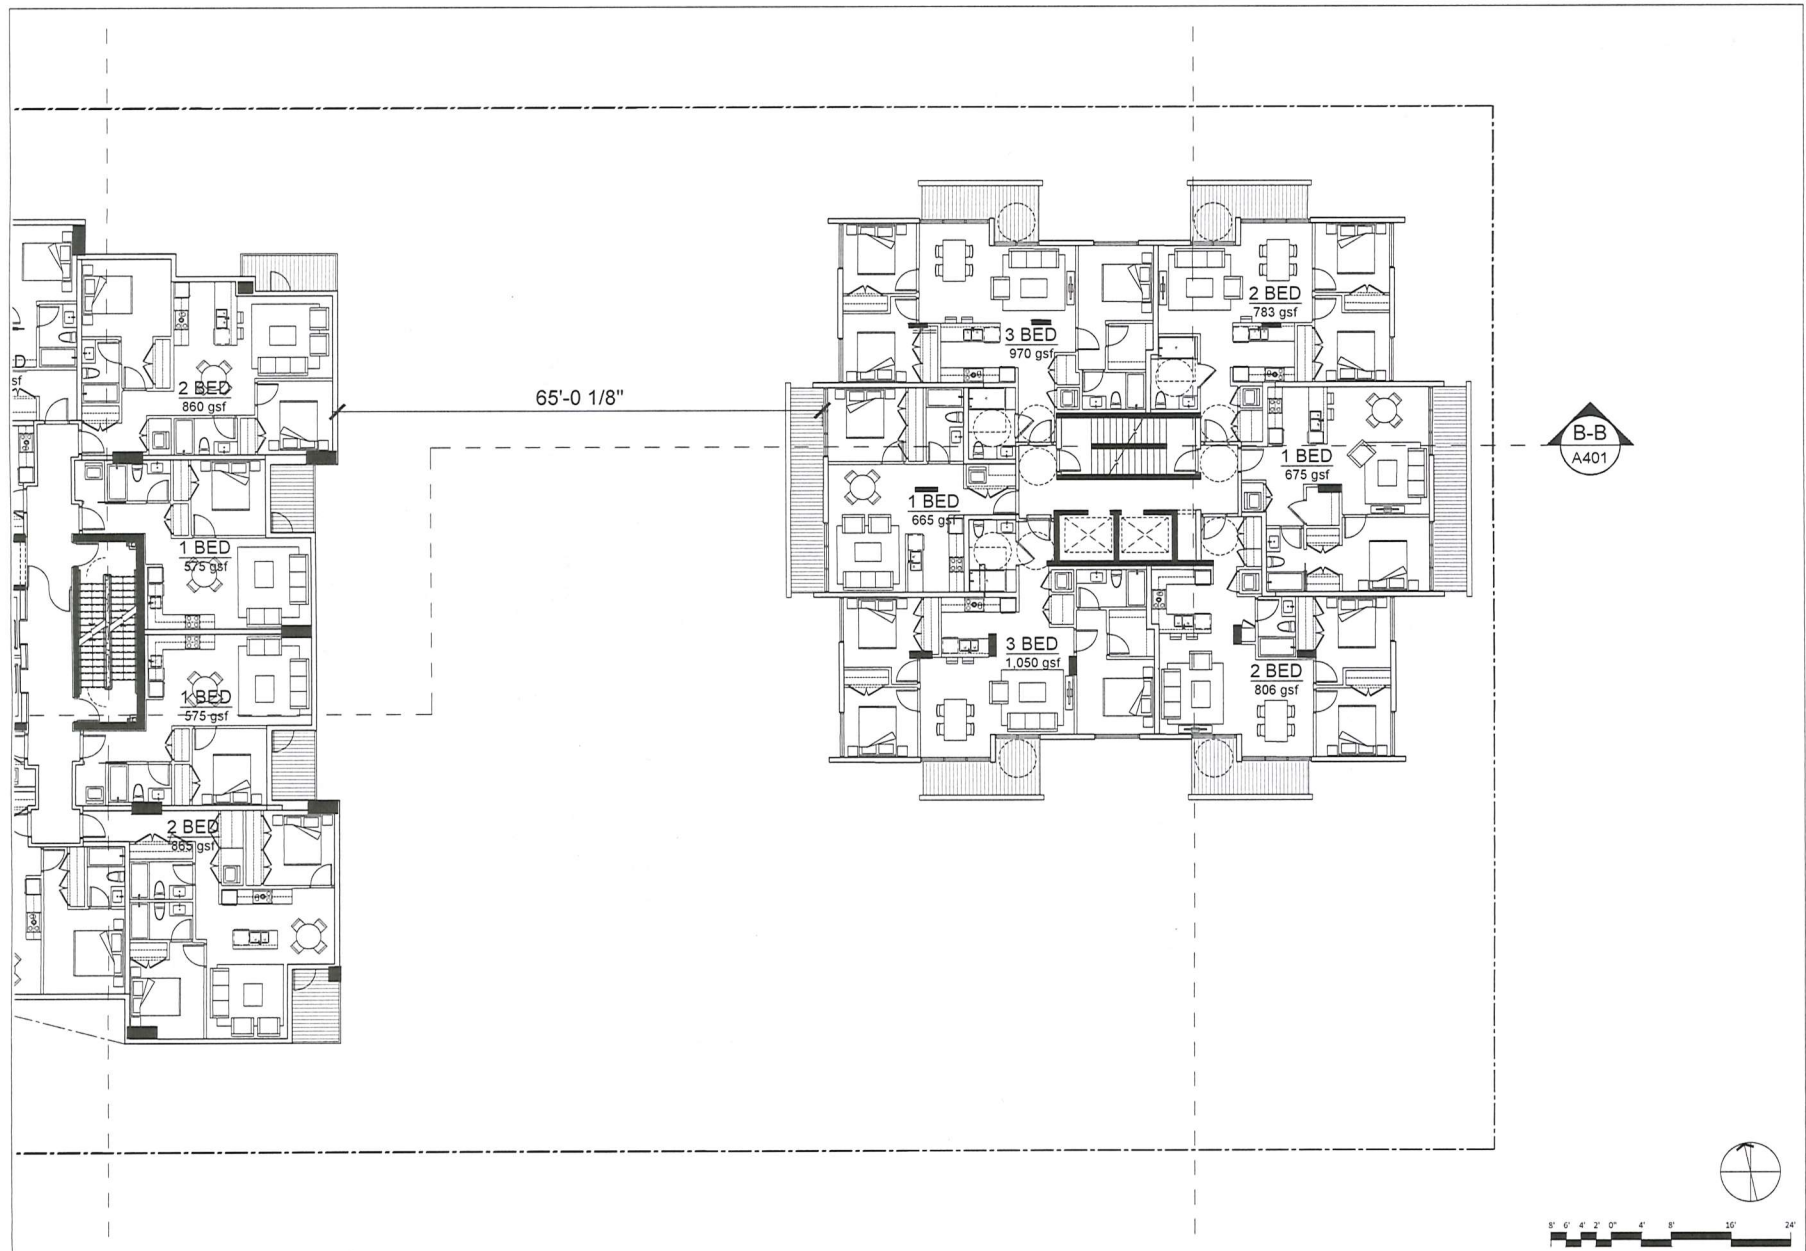 65'-0 1/8"
2 BED
860 gsf
1 BED
575 gsf
1 BED
575 gsf
2 BED
865 gsf
3 BED
970 gsf
2 BED
783 gsf
1 BED
665 gsf
1 BED
675 gsf
3 BED
1,050 gsf
2 BED
806 gsf
B-B
A401
8' 6' 4' 2' 0" 4' 8' 16' 24'
D
sf